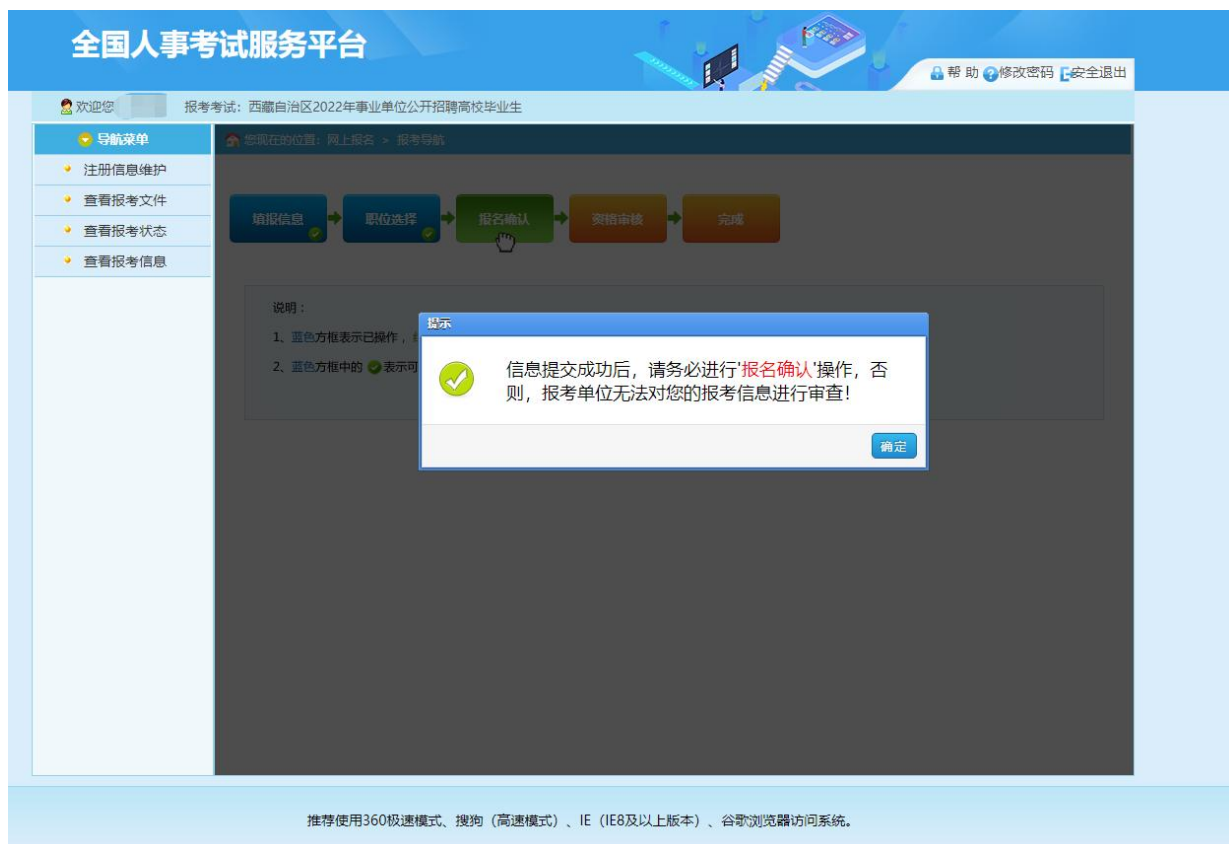 全国人事考试服务平台
帮 助 修改密码 安全退出
欢迎您 报考考试：西藏自治区2022年事业单位公开招聘高校毕业生
导航菜单
您现在的位置：网上报名 > 报考导航
注册信息维护
查看报考文件
查看报考状态
查看报考信息
填报信息 职位选择 报名确认 资格审核 完成
说明：
1、蓝色方框表示已操作，
2、蓝色方框中的 表示可
提示
信息提交成功后，请务必进行'报名确认'操作，否
则，报考单位无法对您的报考信息进行审查！
确定
推荐使用360极速模式、搜狗（高速模式）、IE（IE8及以上版本）、谷歌浏览器访问系统。